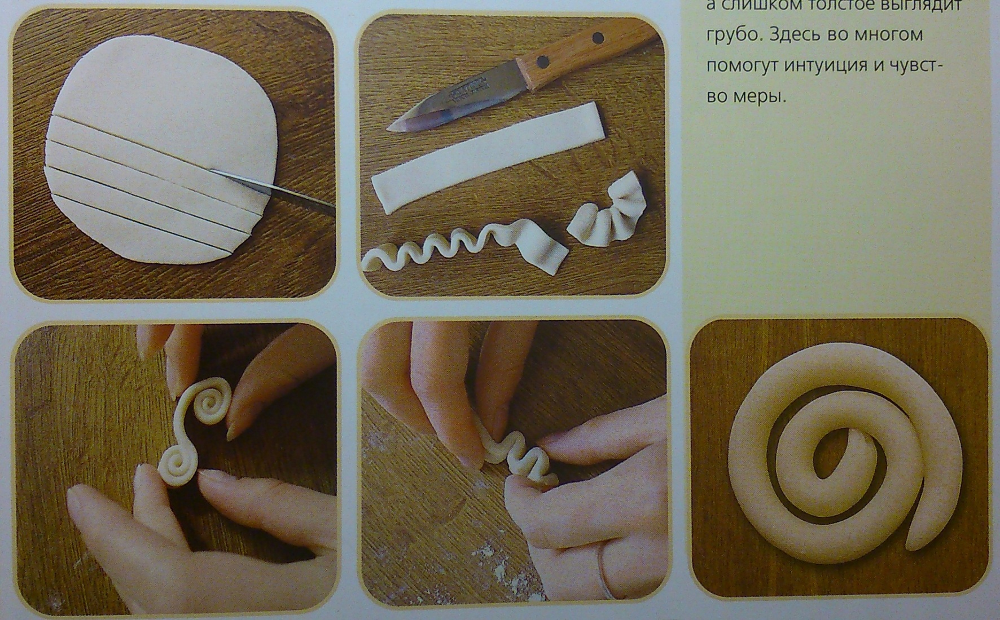 а слишком толстое выглядит
грубо. Здесь во многом
помогут интуиция и чувст-
во меры.